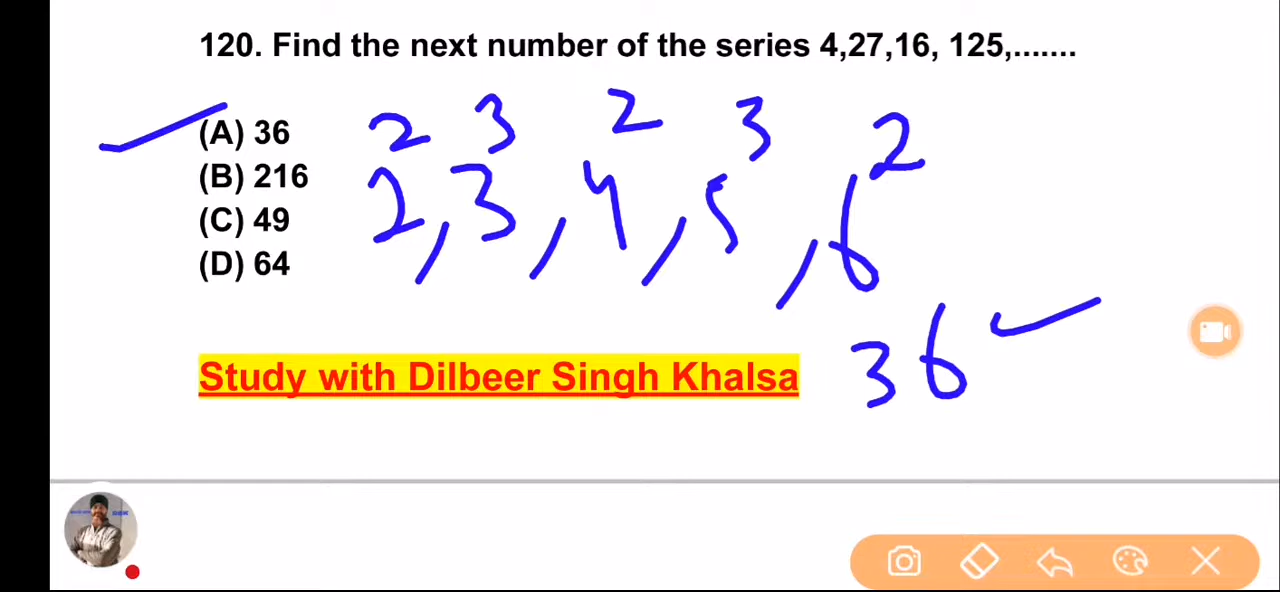 120. Find the next number of the series 4,27,16, 125,.......
(A) 36
(B) 216
(C) 49
(D) 64
2 3 2 3 2
2, 3, 4, 5, 6
36
Study with Dilbeer Singh Khalsa